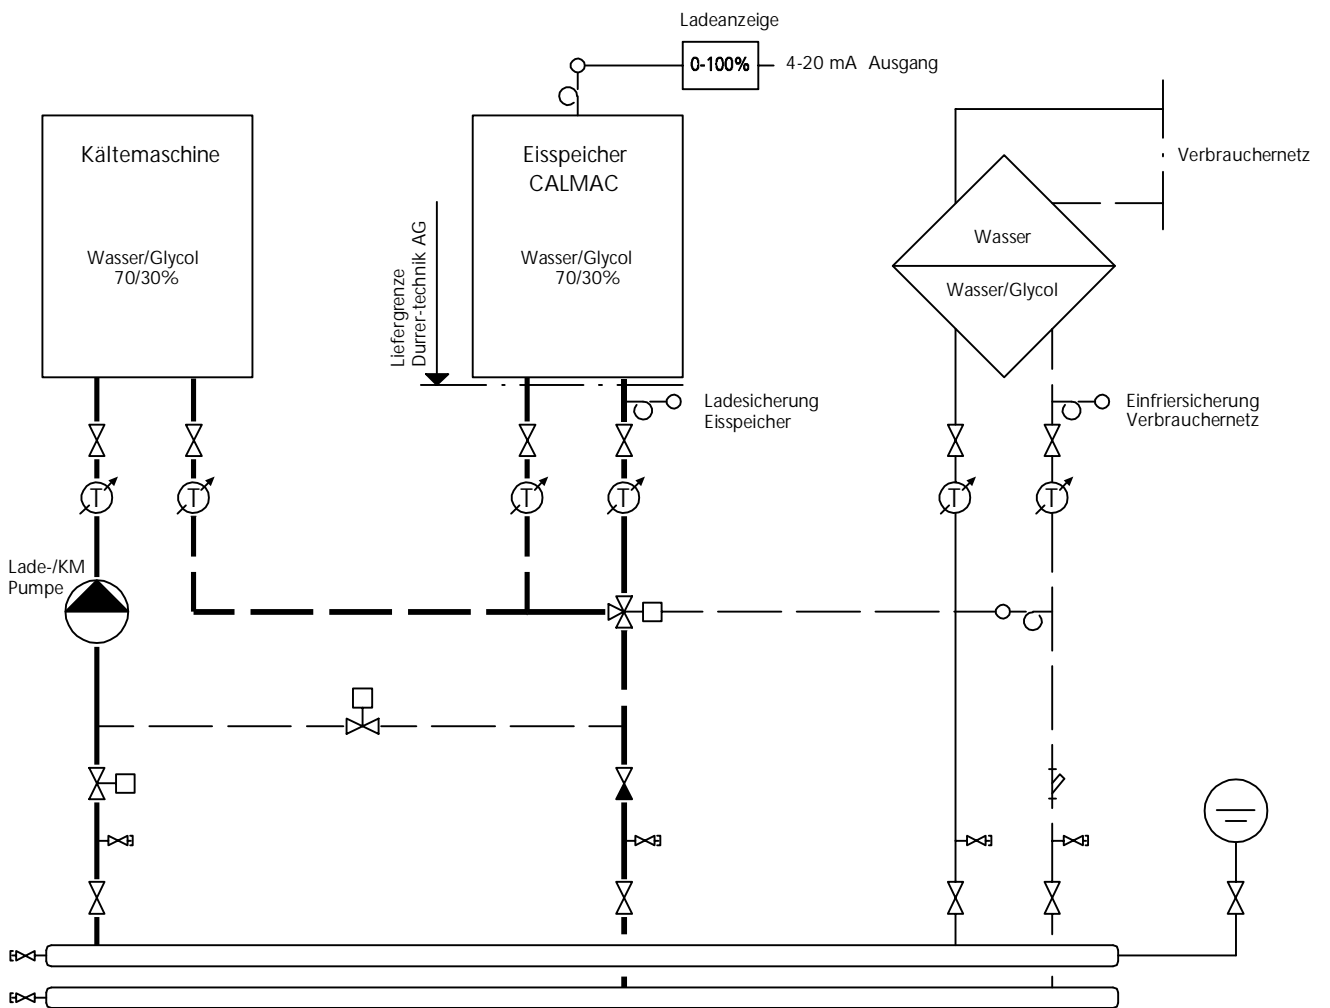 Ladeanzeige
0-100%
4-20 mA Ausgang
Kältemaschine
Wasser/Glycol
70/30%
Eisspeicher
CALMAC
Wasser/Glycol
70/30%
Liefergrenze
Durrer-technik AG
Verbrauchernetz
Wasser
Wasser/Glycol
Ladesicherung
Eisspeicher
Einfriersicherung
Verbrauchernetz
T
T
T
T
T
T
Lade-/KM
Pumpe